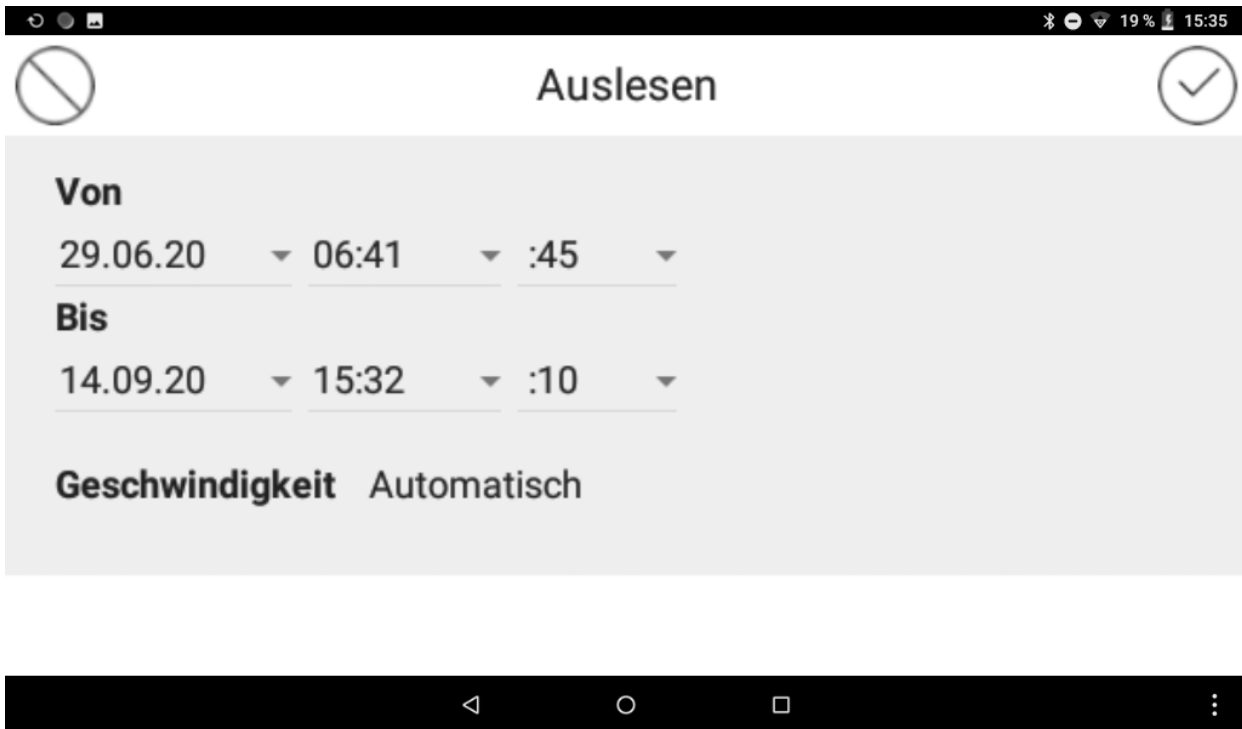 19 % 15:35
Auslesen
Von
29.06.20 06:41 :45
Bis
14.09.20 15:32 :10
Geschwindigkeit Automatisch